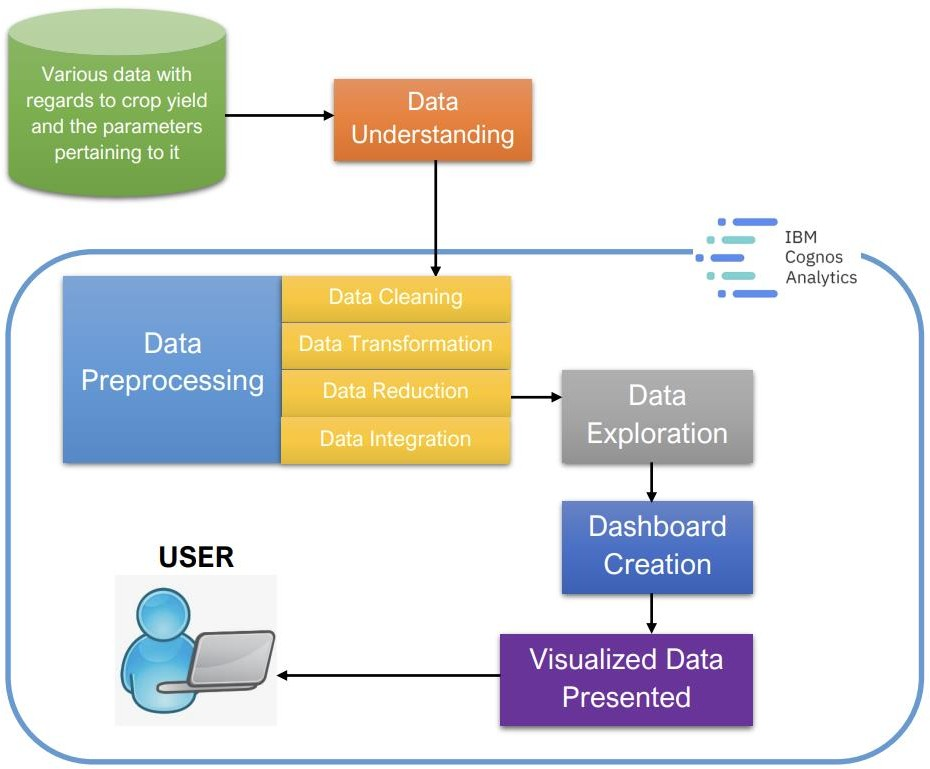 Various data with
regards to crop yield
and the parameters
pertaining to it
Data
Understanding
IBM
Cognos
Analytics
Data
Preprocessing
Data Cleaning
Data Transformation
Data Reduction
Data Integration
Data
Exploration
Dashboard
Creation
USER
Visualized Data
Presented